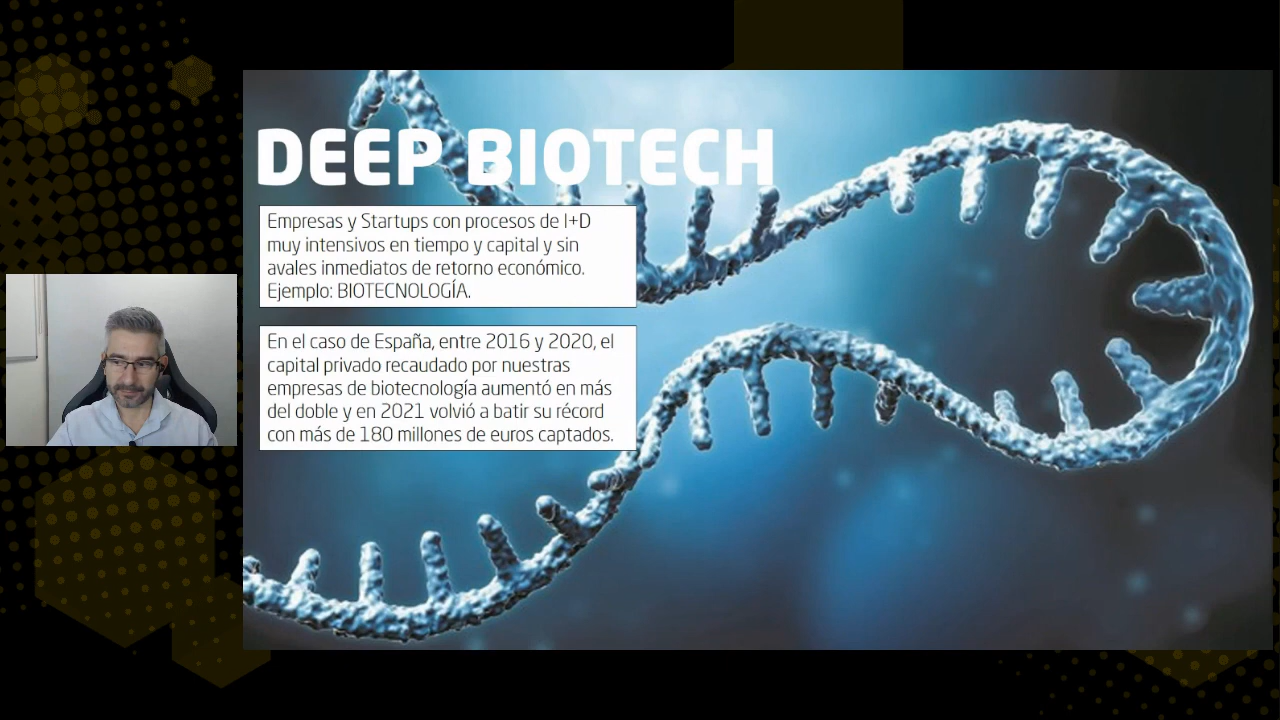 DEEP BIOTECH
Empresas y Startups con procesos de I+D
muy intensivos en tiempo y capital y sin
avales inmediatos de retorno económico.
Ejemplo: BIOTECNOLOGÍA.
En el caso de España, entre 2016 y 2020, el
capital privado recaudado por nuestras
empresas de biotecnología aumentó en más
del doble y en 2021 volvió a batir su récord
con más de 180 millones de euros captados.